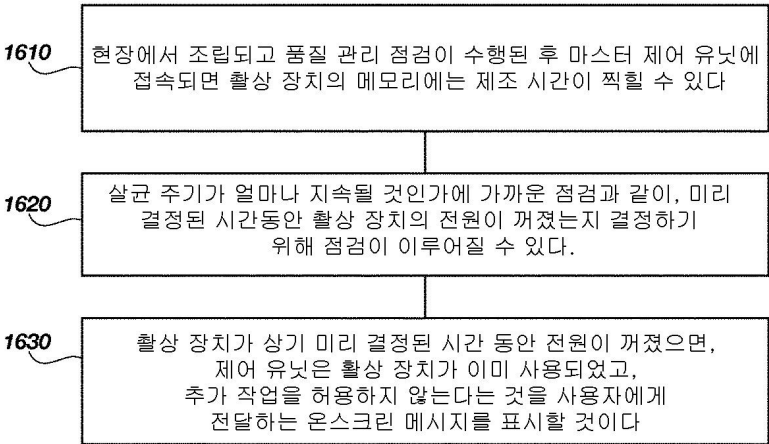 1610
현장에서 조립되고 품질 관리 점검이 수행된 후 마스터 제어 유닛에
접속되면 촬상 장치의 메모리에는 제조 시간이 찍힐 수 있다
1620
살균 주기가 얼마나 지속될 것인가에 가까운 점검과 같이, 미리
결정된 시간동안 촬상 장치의 전원이 꺼졌는지 결정하기
위해 점검이 이루어질 수 있다.
1630
촬상 장치가 상기 미리 결정된 시간 동안 전원이 꺼졌으면,
제어 유닛은 촬상 장치가 이미 사용되었고,
추가 작업을 허용하지 않는다는 것을 사용자에게
전달하는 온스크린 메시지를 표시할 것이다